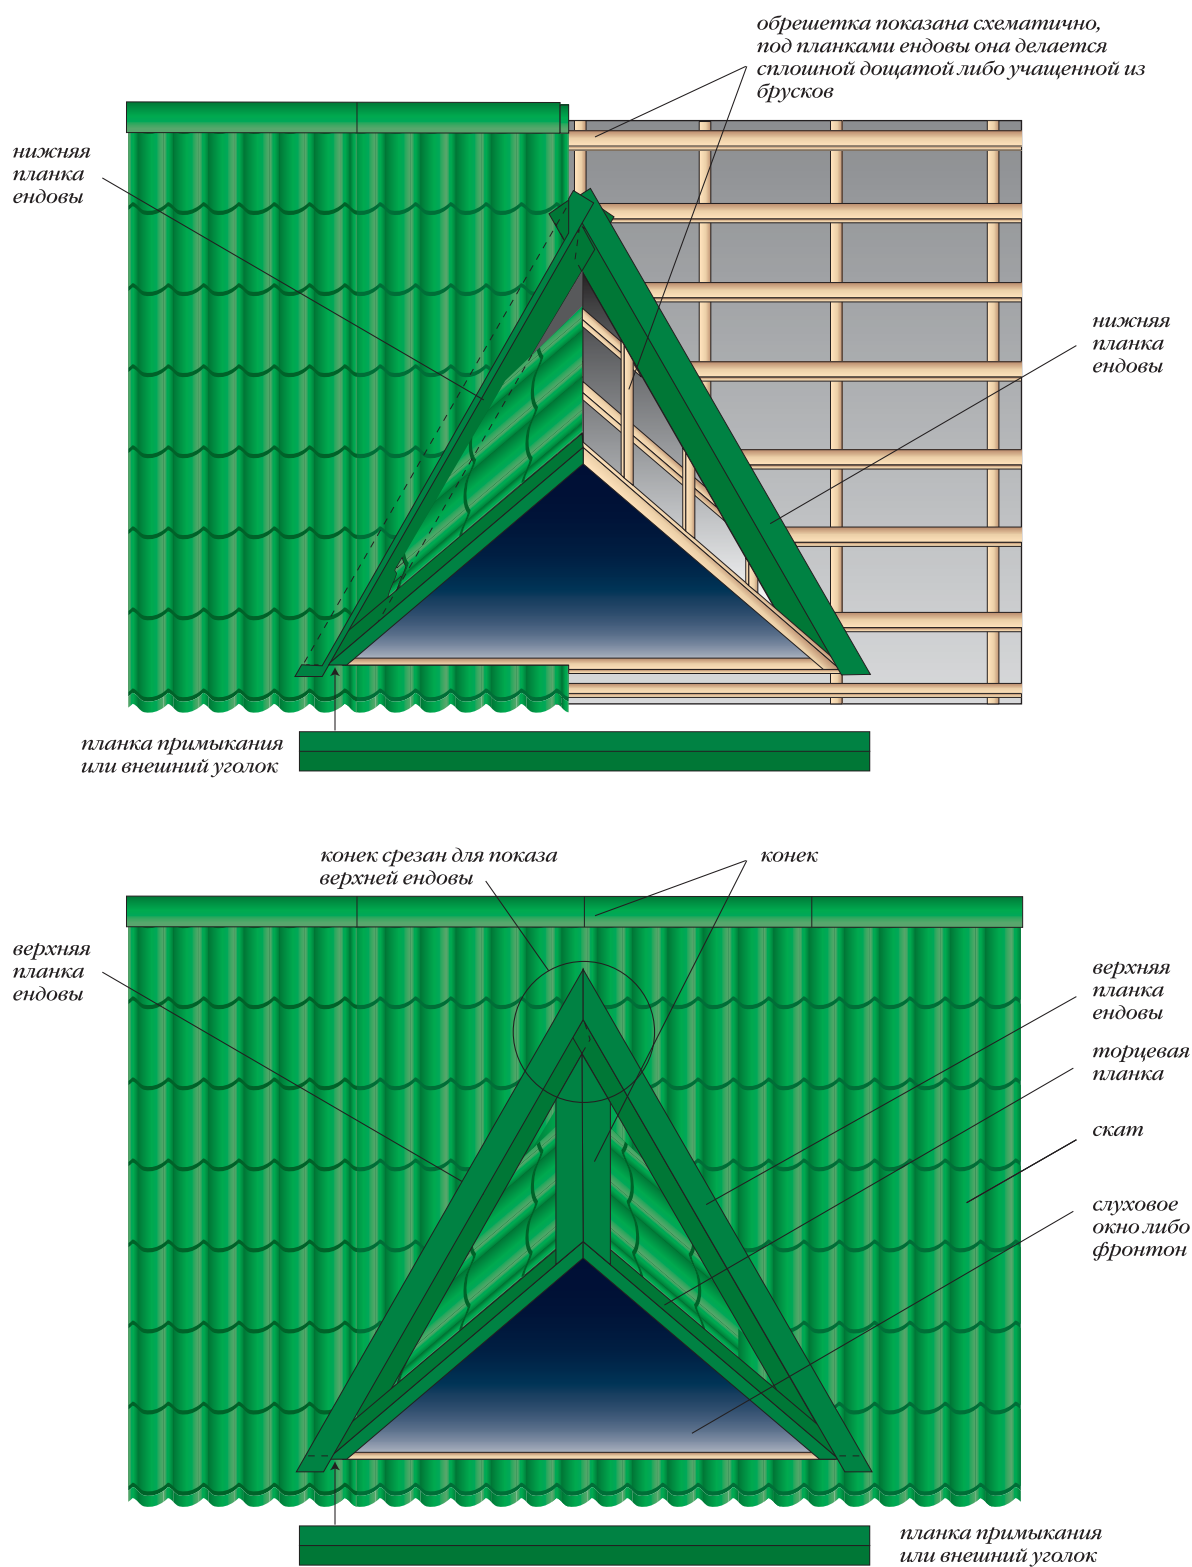 обрешетка показана схематично,
под планками ендовы она делается
сплошной дощатой либо учащенной из
брусков
нижняя
планка
ендовы
нижняя
планка
ендовы
планка примыкания
или внешний уголок
конек срезан для показа
верхней ендовы
конек
верхняя
планка
ендовы
верхняя
планка
ендовы
торцевая
планка
скат
слуховое
окно либо
фронтон
планка примыкания
или внешний уголок